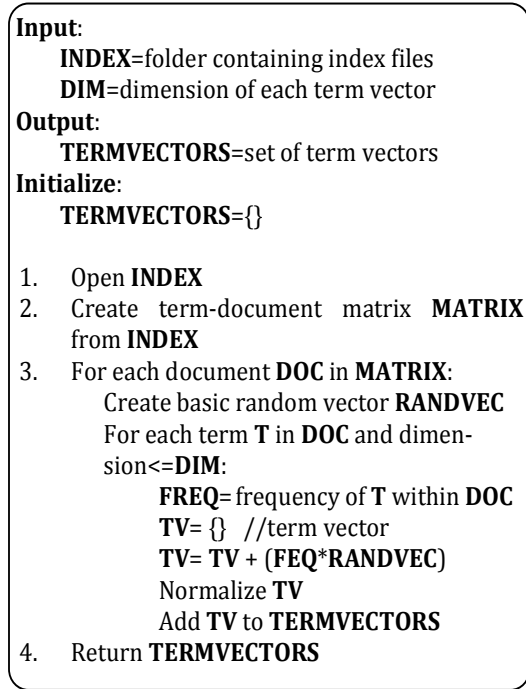 Input:
INDEX=folder containing index files
DIM=dimension of each term vector
Output:
TERMVECTORS=set of term vectors
Initialize:
TERMVECTORS={}
1. Open INDEX
2. Create term-document matrix MATRIX
from INDEX
3. For each document DOC in MATRIX:
Create basic random vector RANDVEC
For each term T in DOC and dimen-
sion<=DIM:
FREQ= frequency of T within DOC
TV= {} //term vector
TV= TV + (FEQ*RANDVEC)
Normalize TV
Add TV to TERMVECTORS
4. Return TERMVECTORS